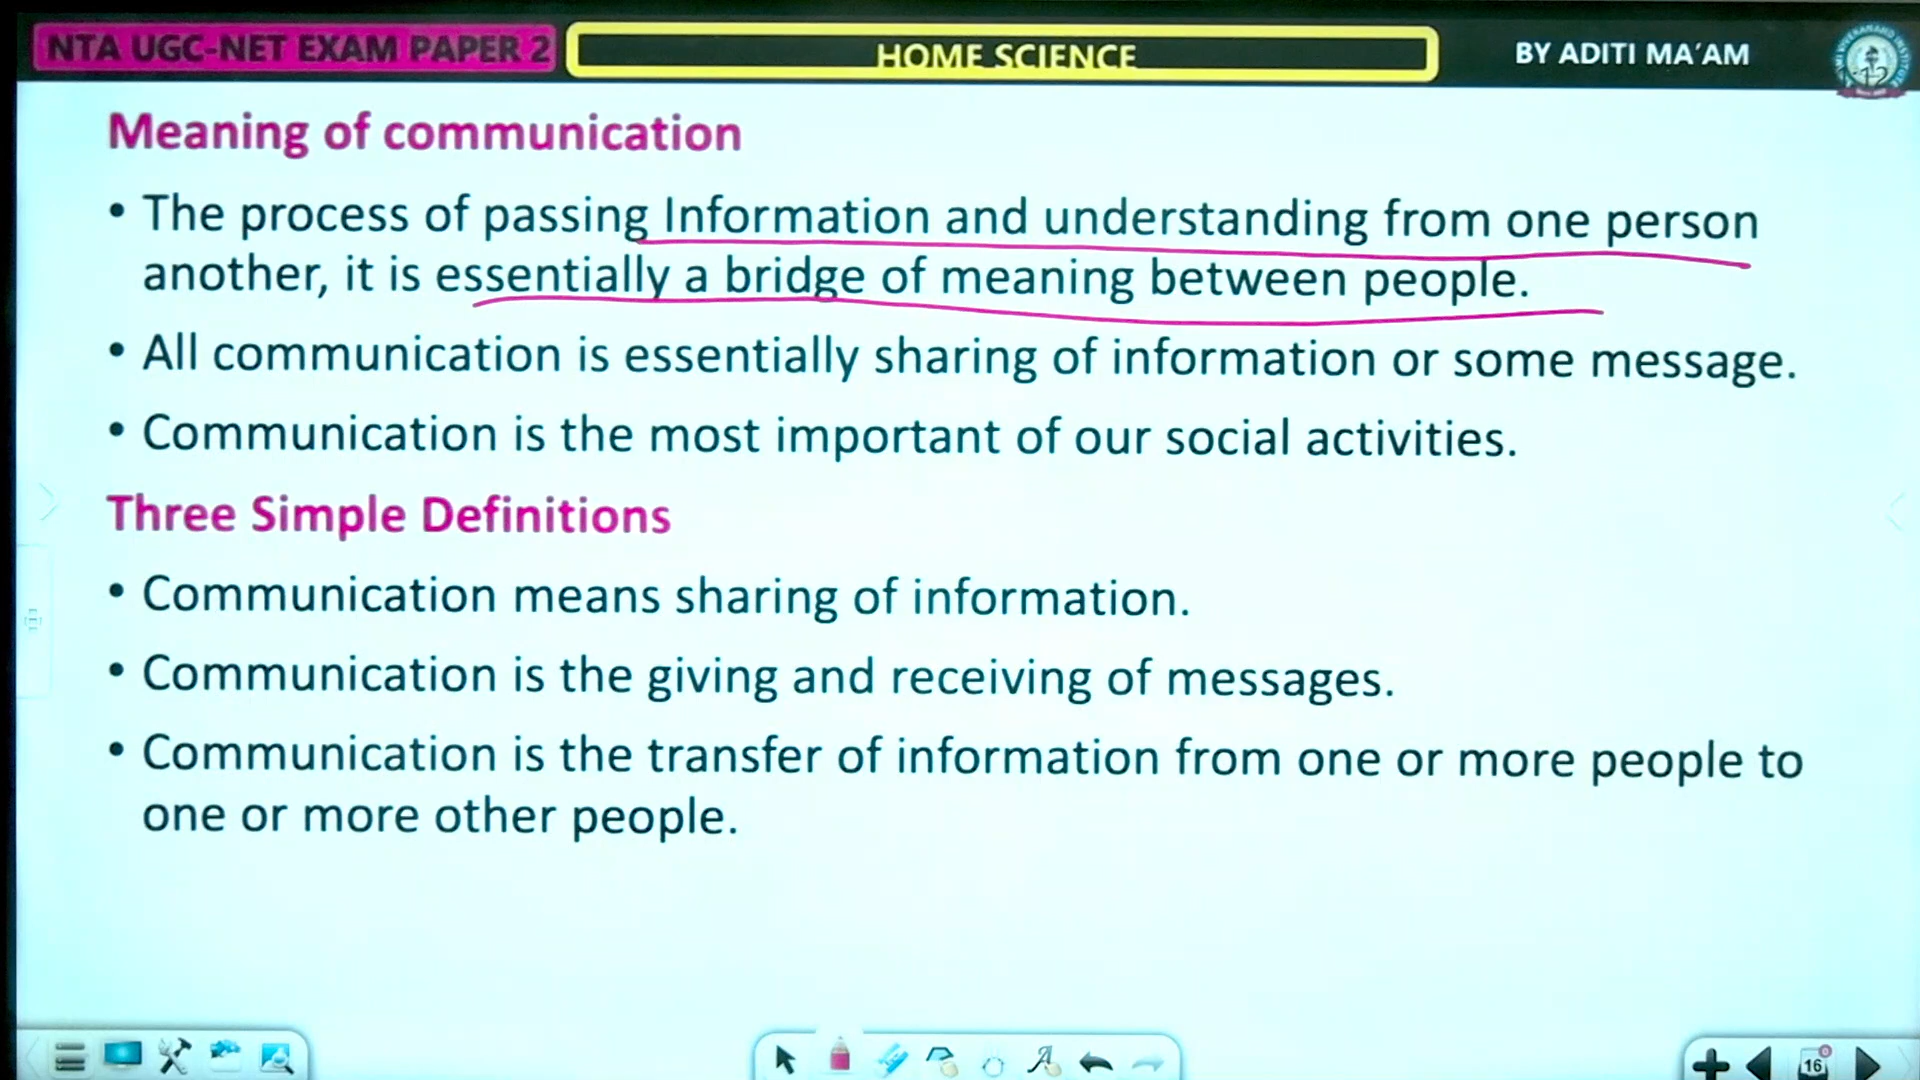 NTA UGC-NET EXAM PAPER 2
HOME SCIENCE
BY ADITI MA'AM
Meaning of communication
• The process of passing Information and understanding from one person
another, it is essentially a bridge of meaning between people.
• All communication is essentially sharing of information or some message.
• Communication is the most important of our social activities.
Three Simple Definitions
• Communication means sharing of information.
• Communication is the giving and receiving of messages.
• Communication is the transfer of information from one or more people to
one or more other people.
16